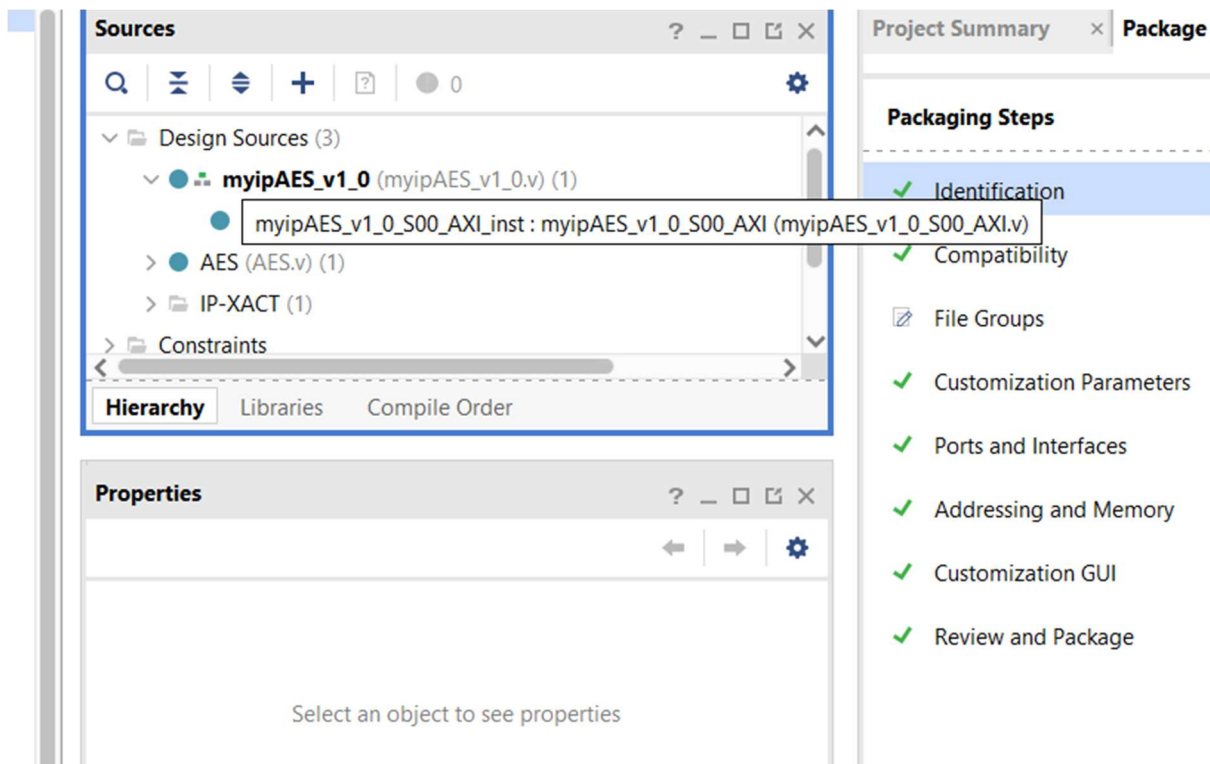 Sources
0
Design Sources (3)
myipAES_v1_0 (myipAES_v1_0.v) (1)
myipAES_v1_0_S00_AXI_inst : myipAES_v1_0_S00_AXI (myipAES_v1_0_S00_AXI.v)
AES (AES.v) (1)
IP-XACT (1)
Constraints
Hierarchy Libraries Compile Order
Properties
Select an object to see properties
Project Summary × Package
Packaging Steps
Identification
Compatibility
File Groups
Customization Parameters
Ports and Interfaces
Addressing and Memory
Customization GUI
Review and Package